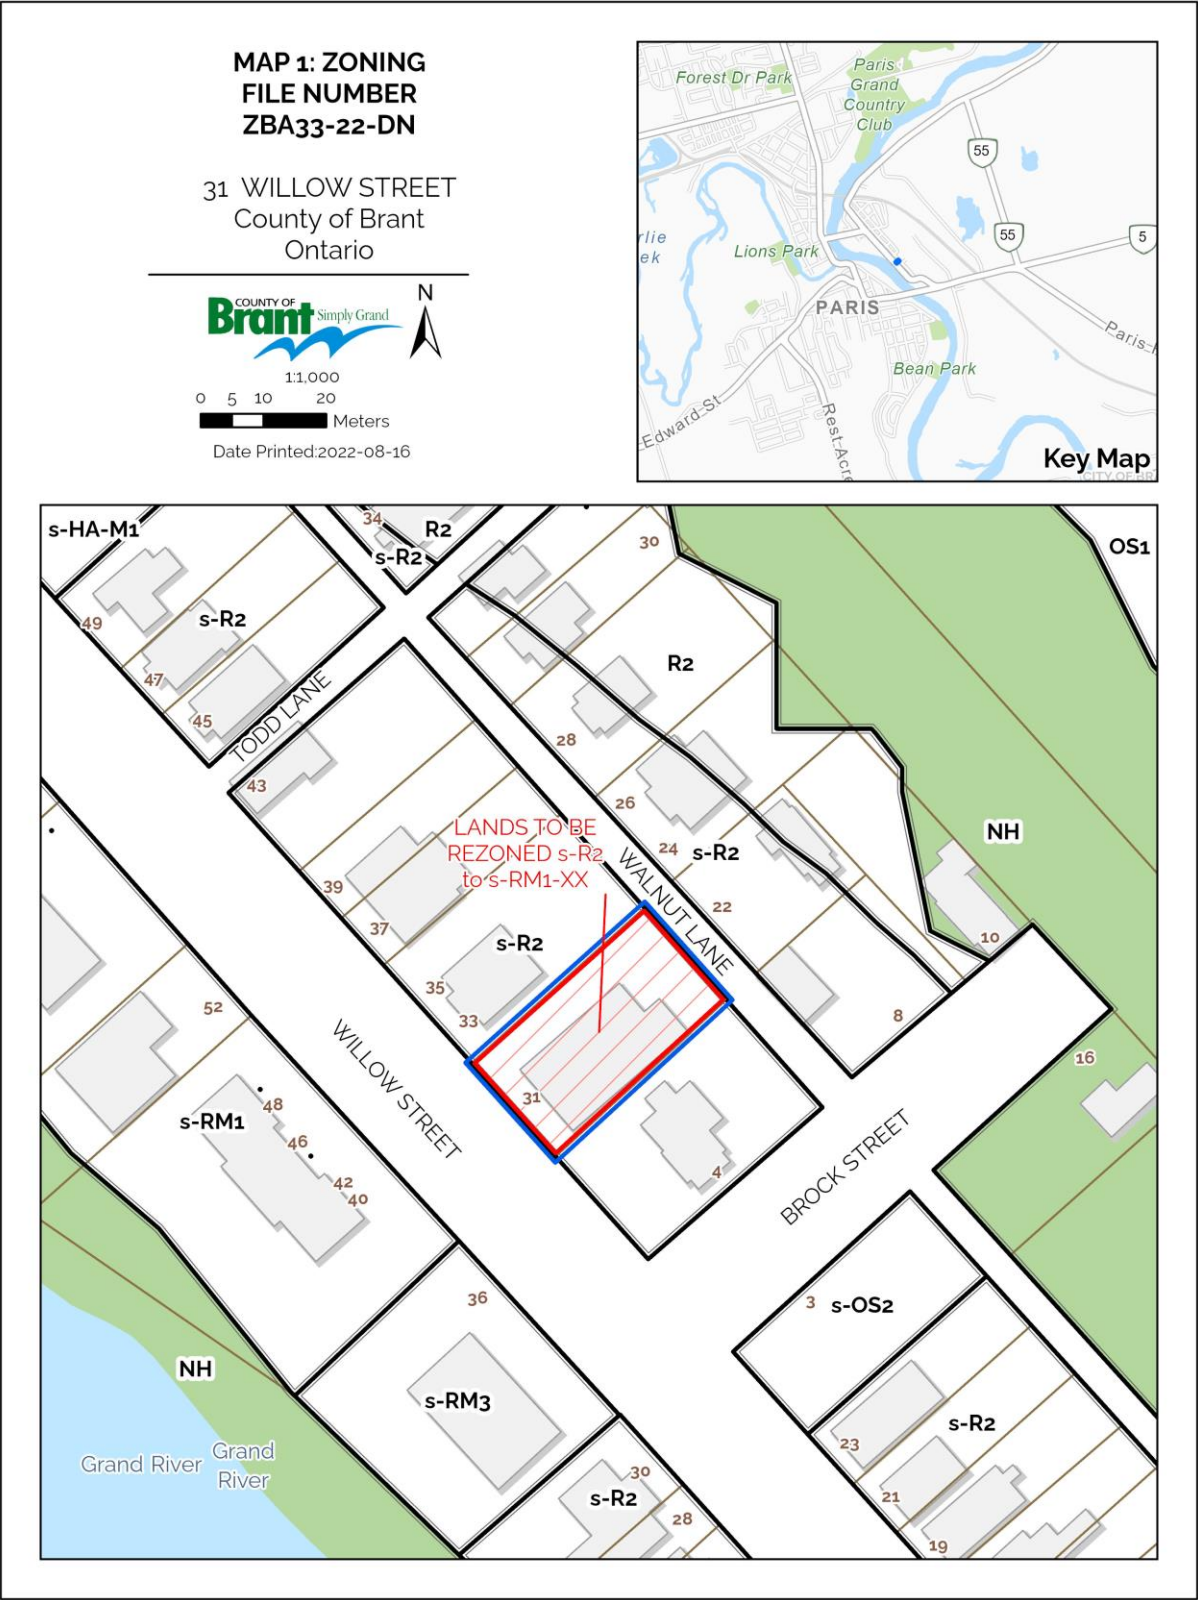 MAP 1: ZONING
FILE NUMBER
ZBA33-22-DN
31 WILLOW STREET
County of Brant
Ontario
COUNTY OF
Brant
Simply Grand
N
1:1,000
0 5 10 20
Meters
Date Printed:2022-08-16
Forest Dr Park
Paris
Grand
Country
Club
55
55
5
rlie
ek
Lions Park
PARIS
Bean Park
Paris
Edward St
Rest Acre
Key Map
CITY OF BR
s-HA-M1
34
R2
s-R2
30
OS1
49
s-R2
47
45
TODD LANE
R2
43
28
26
24
s-R2
22
NH
10
8
16
LANDS TO BE
REZONED s-R2
to s-RM1-XX
WALNUT LANE
39
37
s-R2
35
33
31
4
52
WILLOW STREET
s-RM1
48
46
42
40
BROCK STREET
36
3
s-OS2
NH
s-RM3
Grand River
Grand
River
s-R2
23
21
19
30
s-R2
28